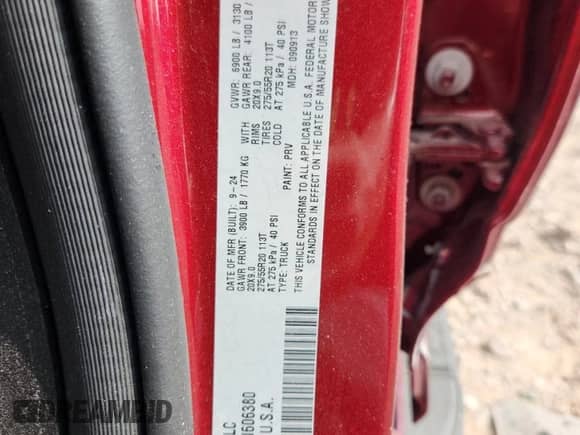 DATE OF MFR (BUILT): 9-24 GVWR: 6900 LB / 3130
GAWR FRONT: 3900 LB / 1770 KG WITH GAWR REAR: 4100 LB /
20X9.0 RIMS 20X9.0
275/55R20 113T TIRES 275/55R20 113T
AT 275 kPa / 40 PSI COLD AT 275 kPa / 40 PSI
TYPE: TRUCK PAINT: PRV MDH: 090913
THIS VEHICLE CONFORMS TO ALL APPLICABLE U.S.A. FEDERAL MOTOR
STANDARDS IN EFFECT ON THE DATE OF MANUFACTURE SHOW
LC
606380
U.S.A.
DREAMBID